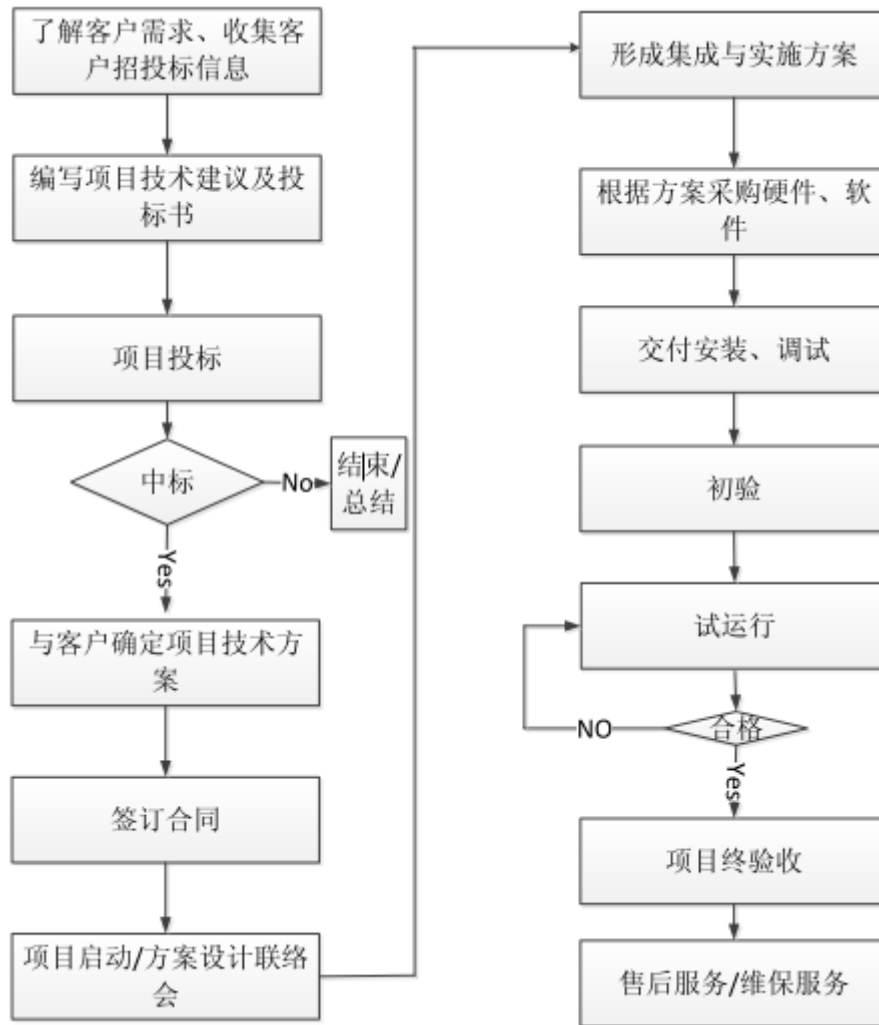 了解客户需求、收集客
户招投标信息
编写项目技术建议及投
标书
项目投标
中标
No
结束/
总结
Yes
与客户确定项目技术方
案
签订合同
项目启动/方案设计联络
会
形成集成与实施方案
根据方案采购硬件、软
件
交付安装、调试
初验
试运行
合格
NO
Yes
项目终验收
售后服务/维保服务